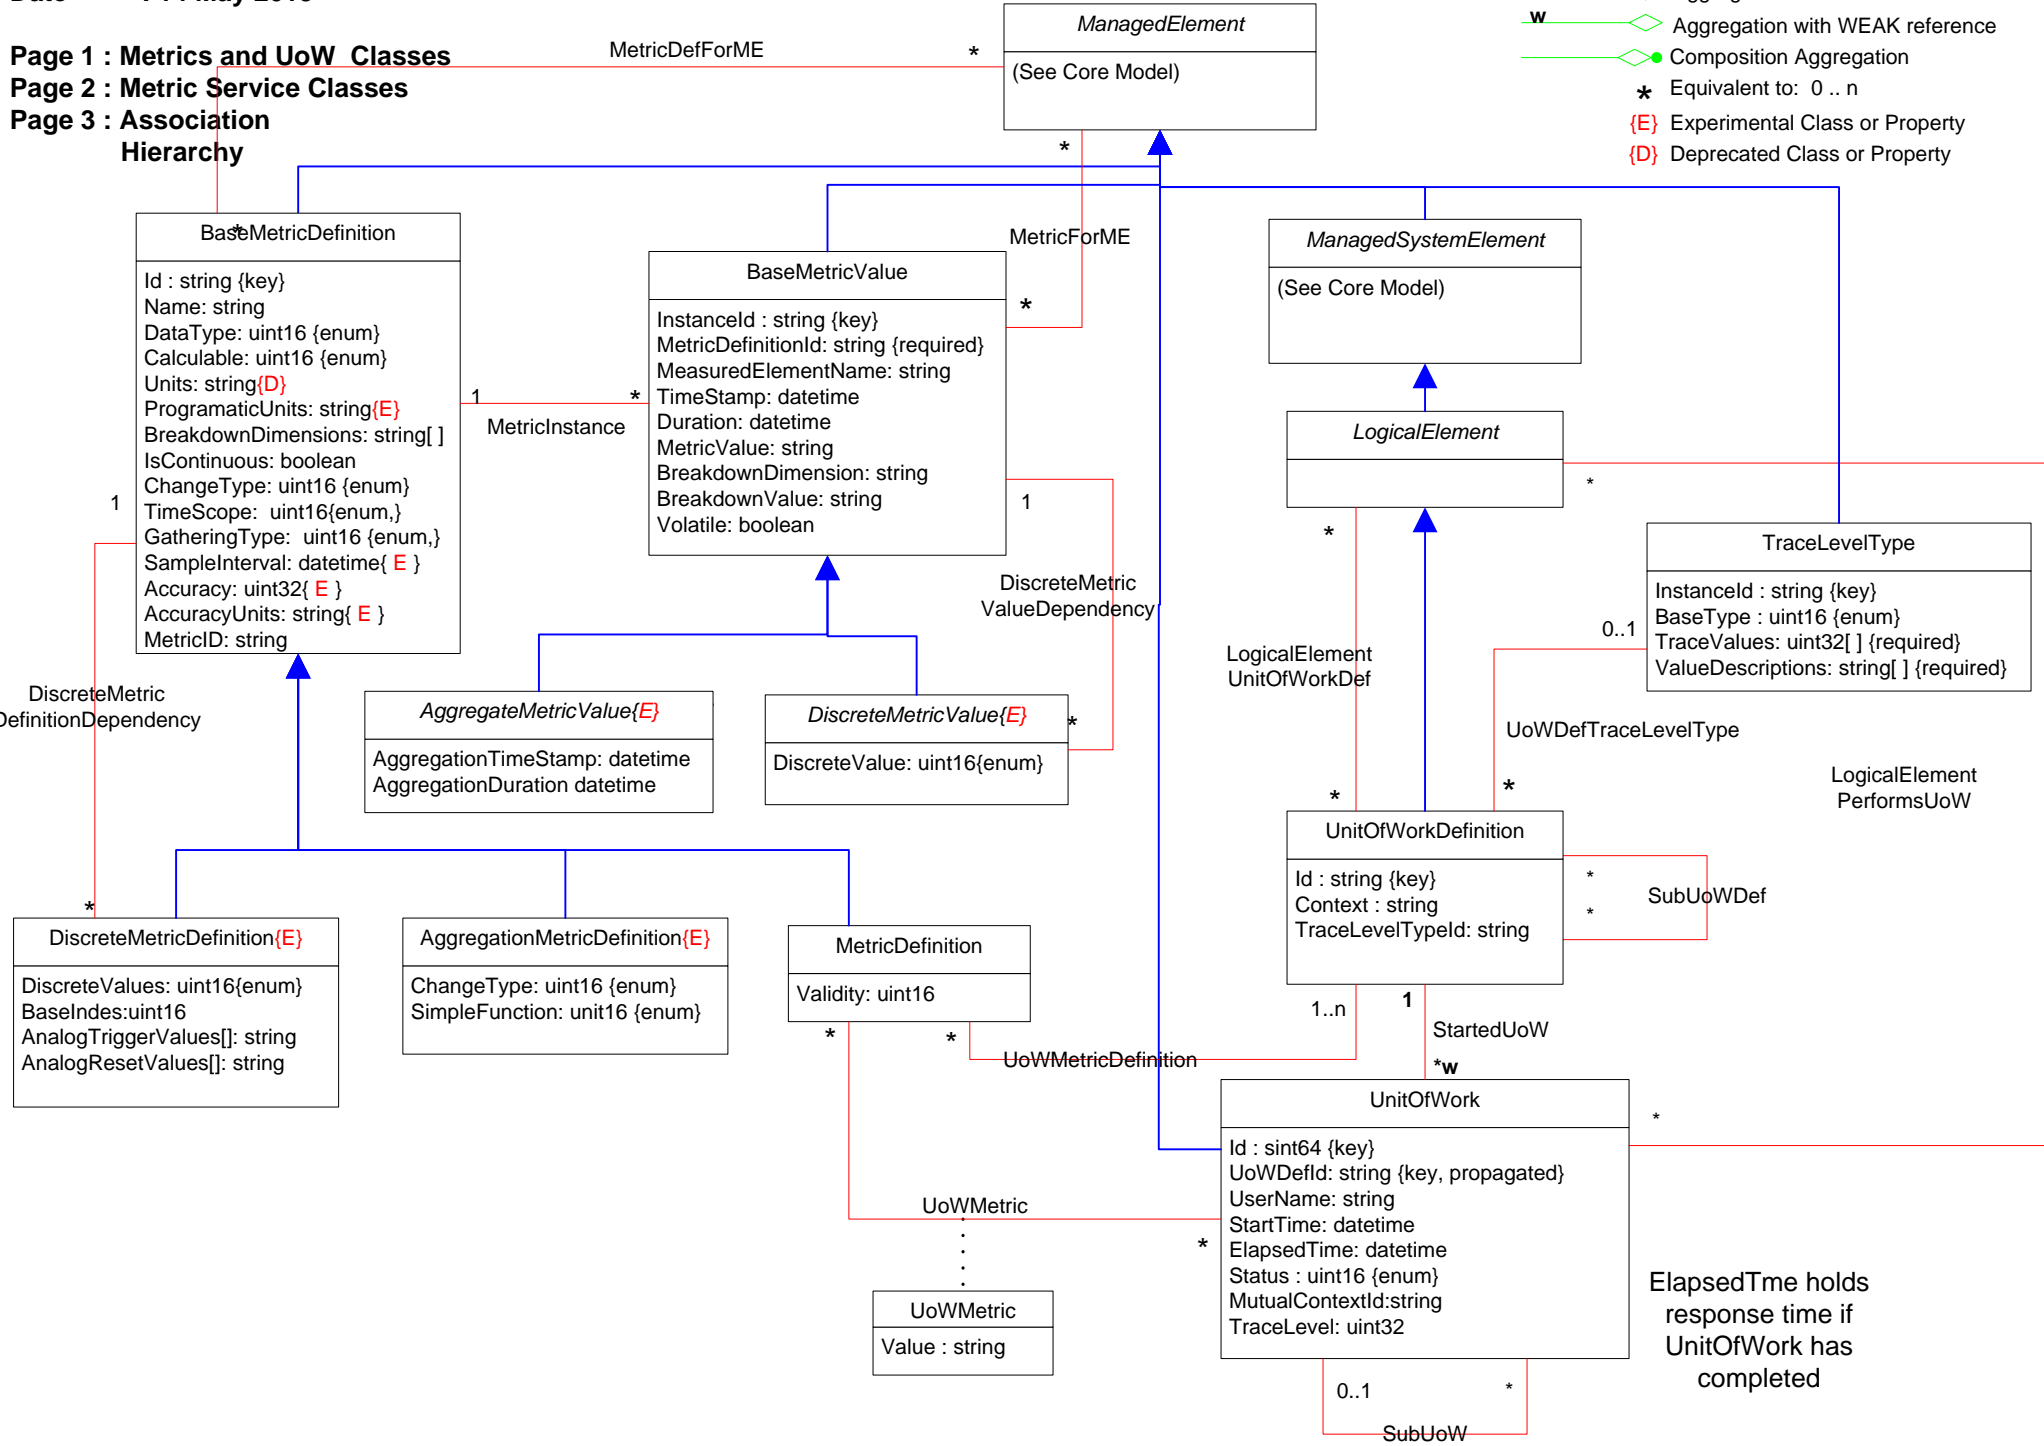 Page 1 : Metrics and UoW  Classes
Page 2 : Metric Service Classes
Page 3 : Association
Hierarchy
w
Aggregation with WEAK reference
Composition Aggregation
* Equivalent to:  0 .. n
{E} Experimental Class or Property
{D} Deprecated Class or Property
ManagedElement
(See Core Model)
MetricDefForME
*
*
*
MetricForME
*
BaseMetricDefinition
Id : string {key}
Name: string
DataType: uint16 {enum}
Calculable: uint16 {enum}
Units: string{D}
ProgramaticUnits: string{E}
BreakdownDimensions: string[ ]
IsContinuous: boolean
ChangeType: uint16 {enum}
TimeScope:  uint16{enum,}
GatheringType:  uint16 {enum,}
SampleInterval: datetime{ E }
Accuracy: uint32{ E }
AccuracyUnits: string{ E }
MetricID: string
1
*
MetricInstance
BaseMetricValue
InstanceId : string {key}
MetricDefinitionId: string {required}
MeasuredElementName: string
TimeStamp: datetime
Duration: datetime
MetricValue: string
BreakdownDimension: string
BreakdownValue: string
Volatile: boolean
1
DiscreteMetric
ValueDependency
*
ManagedSystemElement
(See Core Model)
LogicalElement
*
*
LogicalElement
UnitOfWorkDef
*
TraceLevelType
InstanceId : string {key}
BaseType : uint16 {enum}
TraceValues: uint32[ ] {required}
ValueDescriptions: string[ ] {required}
0..1
UoWDefTraceLevelType
*
LogicalElement
PerformsUoW
1
DiscreteMetric
DefinitionDependency
*
AggregateMetricValue{E}
AggregationTimeStamp: datetime
AggregationDuration datetime
DiscreteMetricValue{E}
DiscreteValue: uint16{enum}
UnitOfWorkDefinition
Id : string {key}
Context : string
TraceLevelTypeId: string
*
SubUoWDef
*
DiscreteMetricDefinition{E}
DiscreteValues: uint16{enum}
BaseIndes:uint16
AnalogTriggerValues[]: string
AnalogResetValues[]: string
AggregationMetricDefinition{E}
ChangeType: uint16 {enum}
SimpleFunction: unit16 {enum}
MetricDefinition
Validity: uint16
*
*
UoWMetricDefinition
1..n
1
StartedUoW
*w
UnitOfWork
Id : sint64 {key}
UoWDefId: string {key, propagated}
UserName: string
StartTime: datetime
ElapsedTime: datetime
Status : uint16 {enum}
MutualContextId:string
TraceLevel: uint32
*
UoWMetric
*
UoWMetric
Value : string
0..1
*
SubUoW
ElapsedTme holds
response time if
UnitOfWork has
completed